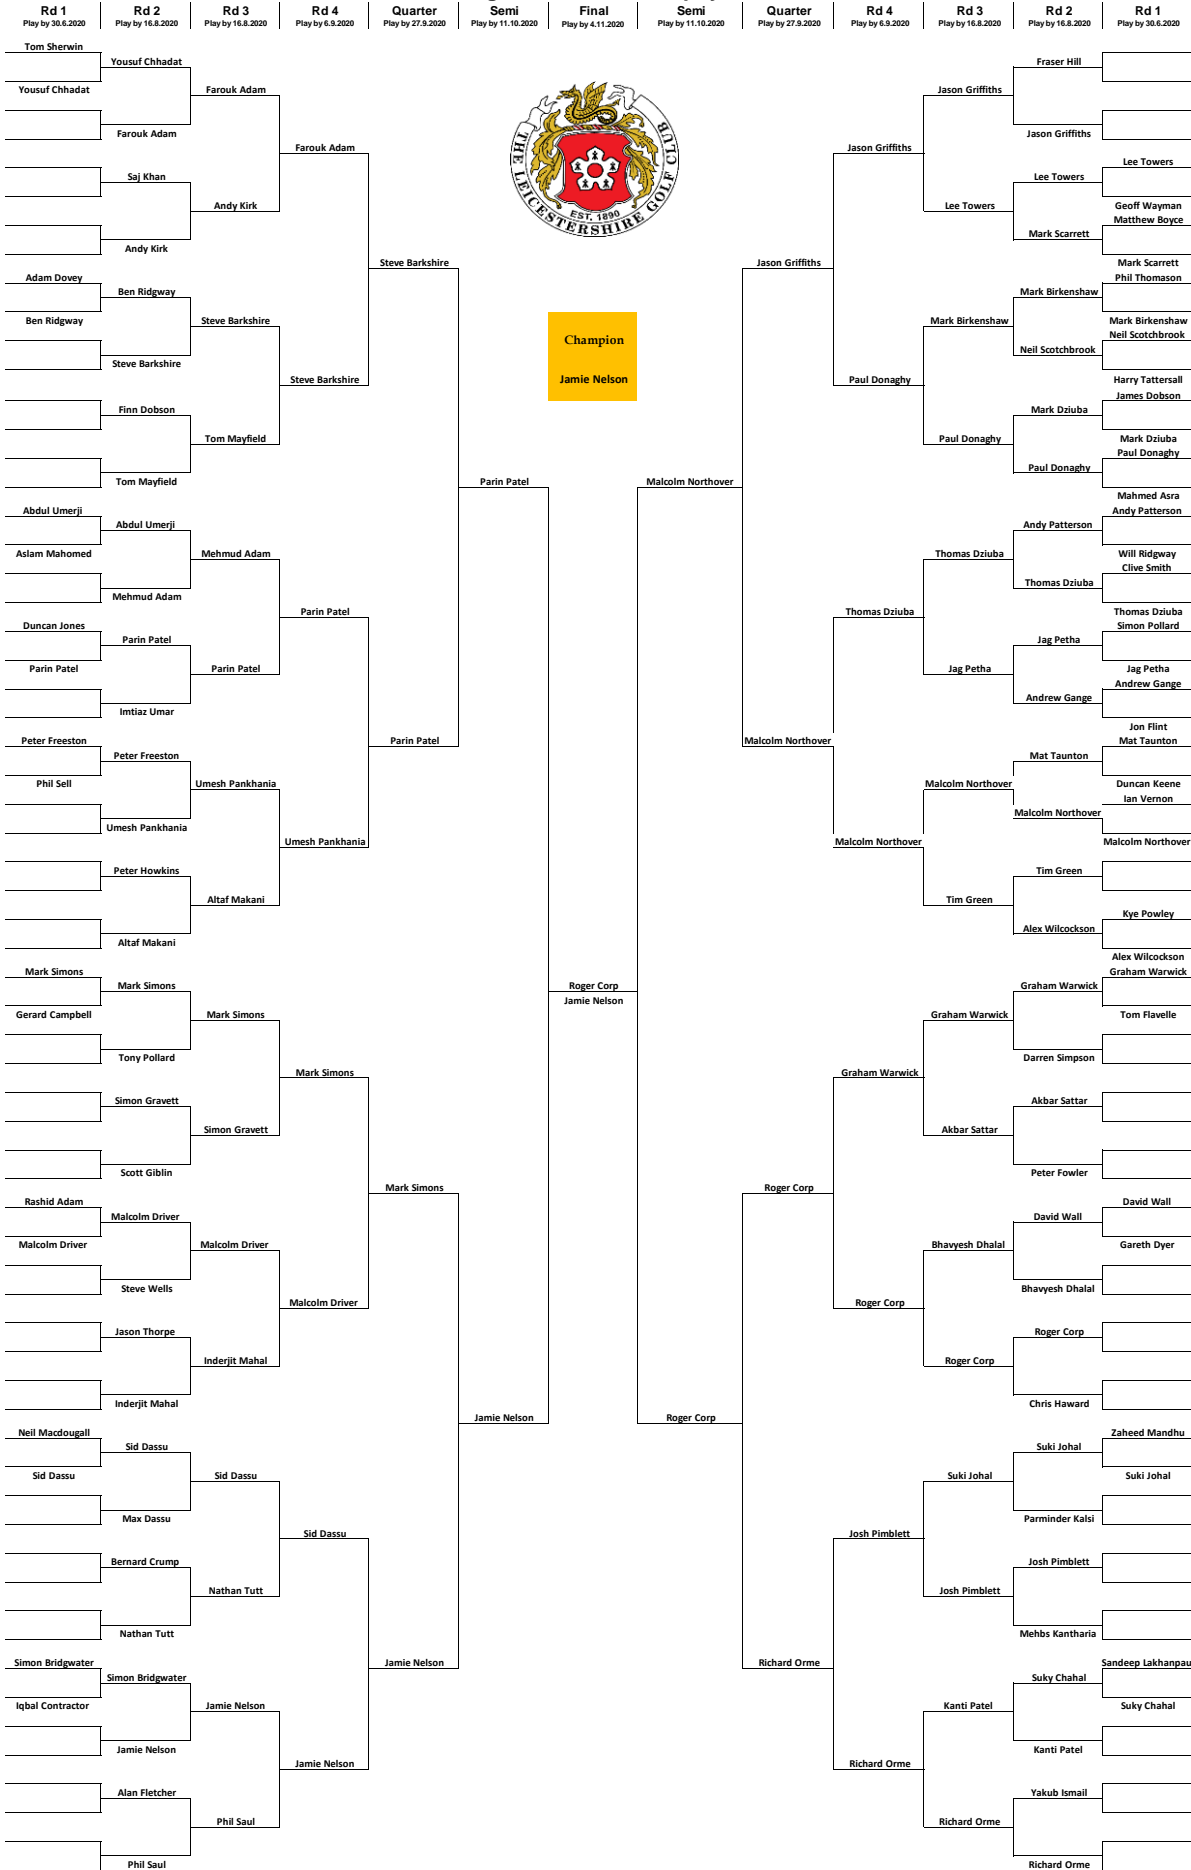 Rd 1 Rd 2 Rd 3 Rd 4 Quarter Semi Final Semi Quarter Rd 4 Rd 3 Rd 2 Rd 1
Play by 30.6.2020 Play by 16.8.2020 Play by 16.8.2020 Play by 6.9.2020 Play by 27.9.2020 Play by 11.10.2020 Play by 4.11.2020 Play by 11.10.2020 Play by 27.9.2020 Play by 6.9.2020 Play by 16.8.2020 Play by 16.8.2020 Play by 30.6.2020
Tom Sherwin
Yousuf Chhadat Fraser Hill
Yousuf Chhadat Farouk Adam Jason Griffiths
Farouk Adam Jason Griffiths
Farouk Adam Jason Griffiths
THE LEICESTERSHIRE GOLF CLUB
EST. 1890
Lee Towers
Saj Khan Lee Towers
Andy Kirk Lee Towers Geoff Wayman
Matthew Boyce
Mark Scarrett
Andy Kirk
Steve Barkshire Jason Griffiths Mark Scarrett
Adam Dovey Phil Thomason
Ben Ridgway Mark Birkenshaw
Ben Ridgway Steve Barkshire Mark Birkenshaw Mark Birkenshaw
Neil Scotchbrook
Champion
Neil Scotchbrook
Steve Barkshire
Steve Barkshire Jamie Nelson Paul Donaghy Harry Tattersall
James Dobson
Finn Dobson Mark Dziuba
Tom Mayfield Paul Donaghy Mark Dziuba
Paul Donaghy
Paul Donaghy
Tom Mayfield Parin Patel Malcolm Northover
Mahmed Asra
Abdul Umerji Andy Patterson
Abdul Umerji Andy Patterson
Aslam Mahomed Mehmud Adam Thomas Dziuba Will Ridgway
Clive Smith
Thomas Dziuba
Mehmud Adam
Parin Patel Thomas Dziuba Thomas Dziuba
Duncan Jones Simon Pollard
Parin Patel Jag Petha
Parin Patel Parin Patel Jag Petha Jag Petha
Andrew Gange
Andrew Gange
Imtiaz Umar
Jon Flint
Peter Freeston Parin Patel Malcolm Northover Mat Taunton
Peter Freeston Mat Taunton
Phil Sell Umesh Pankhania Malcolm Northover Duncan Keene
Ian Vernon
Malcolm Northover
Umesh Pankhania
Umesh Pankhania Malcolm Northover Malcolm Northover
Peter Howkins Tim Green
Altaf Makani Tim Green
Kye Powley
Alex Wilcockson
Altaf Makani
Alex Wilcockson
Mark Simons Graham Warwick
Mark Simons Roger Corp Graham Warwick
Jamie Nelson
Gerard Campbell Mark Simons Graham Warwick Tom Flavelle
Tony Pollard Darren Simpson
Mark Simons Graham Warwick
Simon Gravett Akbar Sattar
Simon Gravett Akbar Sattar
Scott Giblin Peter Fowler
Mark Simons Roger Corp
Rashid Adam David Wall
Malcolm Driver David Wall
Malcolm Driver Malcolm Driver Bhavyesh Dhalal Gareth Dyer
Steve Wells Bhavyesh Dhalal
Malcolm Driver Roger Corp
Jason Thorpe Roger Corp
Inderjit Mahal Roger Corp
Inderjit Mahal Chris Haward
Jamie Nelson Roger Corp
Neil Macdougall Zaheed Mandhu
Sid Dassu Suki Johal
Sid Dassu Sid Dassu Suki Johal Suki Johal
Max Dassu Parminder Kalsi
Sid Dassu Josh Pimblett
Bernard Crump Josh Pimblett
Nathan Tutt Josh Pimblett
Nathan Tutt Mehbs Kantharia
Simon Bridgwater Jamie Nelson Richard Orme Sandeep Lakhanpau
Simon Bridgwater Suky Chahal
Iqbal Contractor Jamie Nelson Kanti Patel Suky Chahal
Jamie Nelson Kanti Patel
Jamie Nelson Richard Orme
Alan Fletcher Yakub Ismail
Phil Saul Richard Orme
Phil Saul Richard Orme